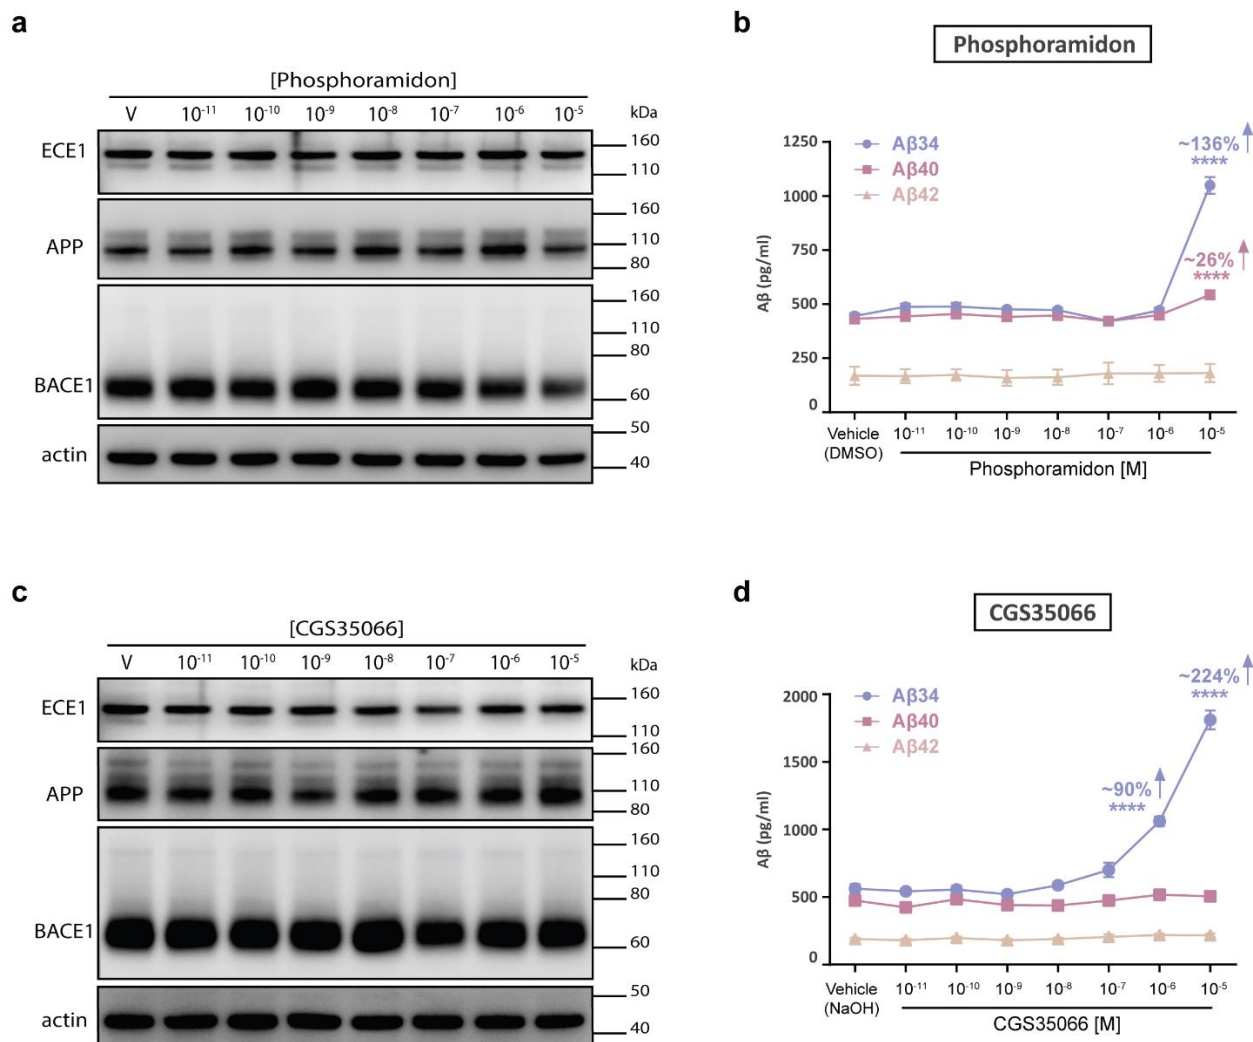 a
[Phosphoramidon]
V 10⁻¹¹ 10⁻¹⁰ 10⁻⁹ 10⁻⁸ 10⁻⁷ 10⁻⁶ 10⁻⁵ kDa
ECE1
160
110
APP
160
110
80
BACE1
160
110
80
60
actin
50
40
b
Phosphoramidon
Aβ34
Aβ40
Aβ42
~136%
****
~26%
****
Aβ (pg/ml)
1250
1000
750
500
250
0
Vehicle
(DMSO)
10⁻¹¹ 10⁻¹⁰ 10⁻⁹ 10⁻⁸ 10⁻⁷ 10⁻⁶ 10⁻⁵
Phosphoramidon [M]
c
[CGS35066]
V 10⁻¹¹ 10⁻¹⁰ 10⁻⁹ 10⁻⁸ 10⁻⁷ 10⁻⁶ 10⁻⁵ kDa
ECE1
160
110
APP
160
110
80
BACE1
160
110
80
60
actin
50
40
d
CGS35066
Aβ34
Aβ40
Aβ42
~224%
****
~90%
****
Aβ (pg/ml)
2000
1500
1000
500
0
Vehicle
(NaOH)
10⁻¹¹ 10⁻¹⁰ 10⁻⁹ 10⁻⁸ 10⁻⁷ 10⁻⁶ 10⁻⁵
CGS35066 [M]